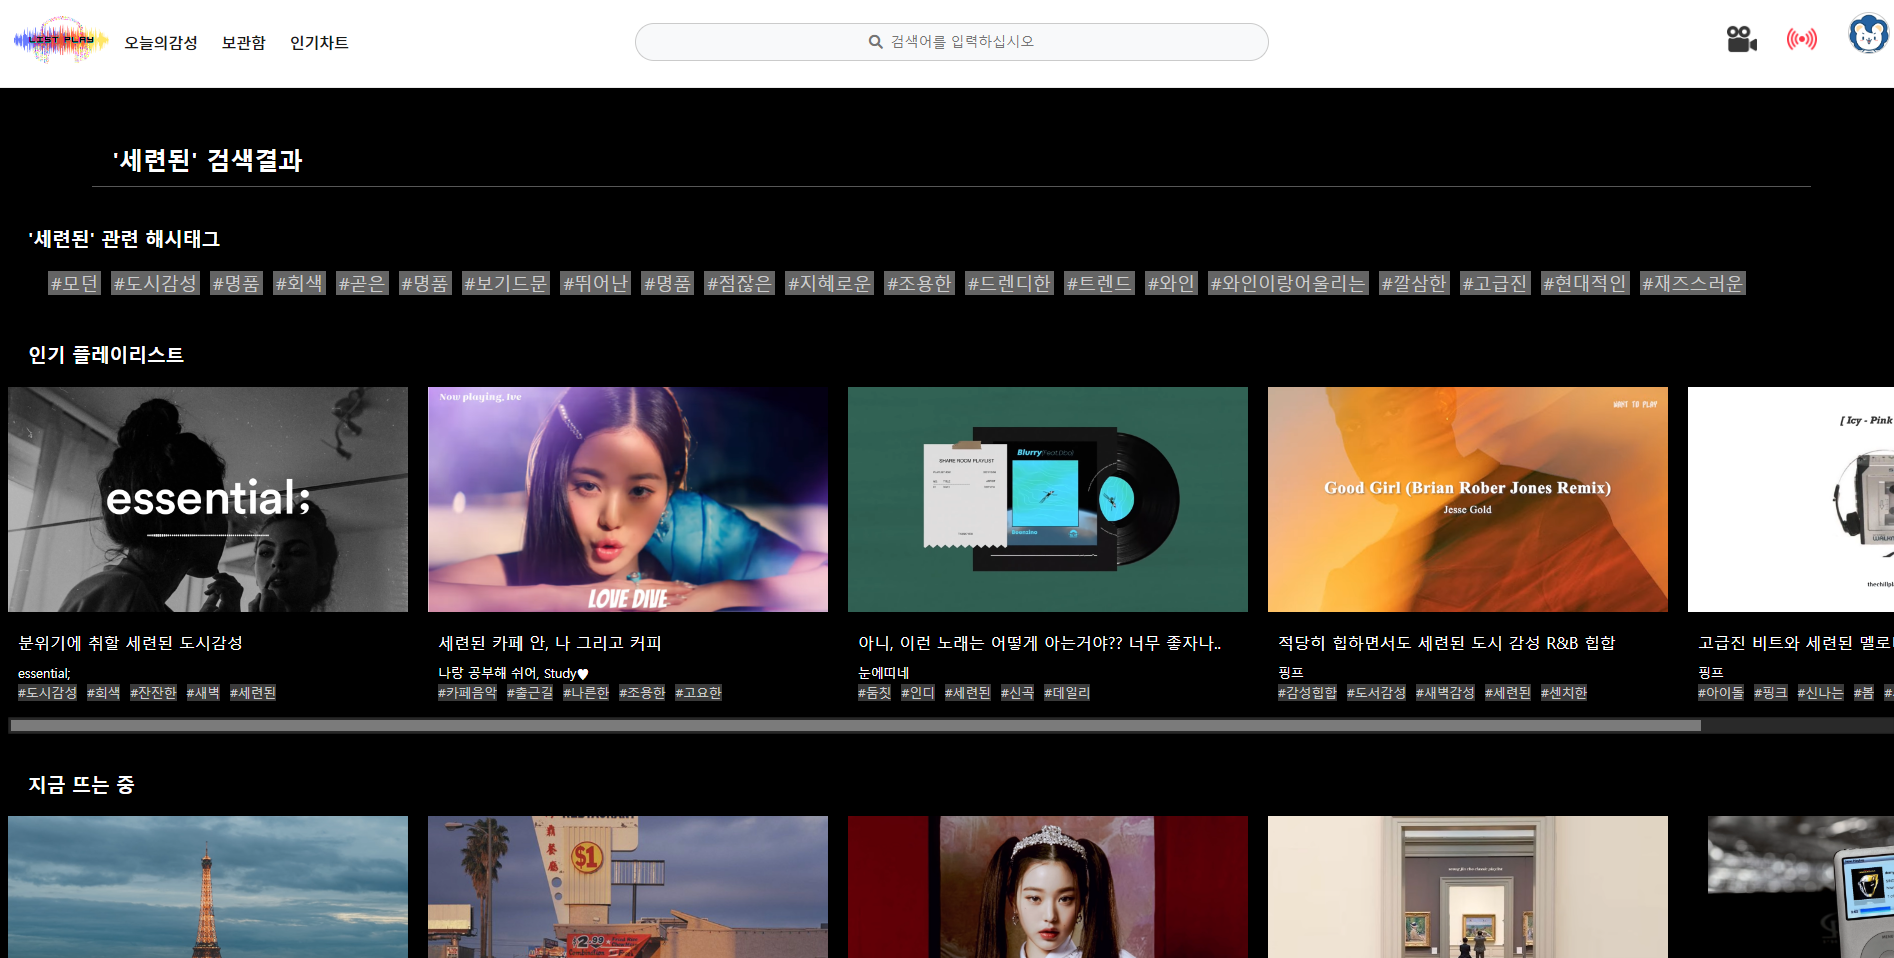 LIST PLAY 오늘의감성 보관함 인기차트 검색어를 입력하십시오
'세련된' 검색결과
'세련된' 관련 해시태그
#모던 #도시감성 #명품 #회색 #곧은 #명품 #보기드문 #뛰어난 #명품 #점잖은 #지혜로운 #조용한 #드렌디한 #트렌드 #와인 #와인이랑어울리는 #깔삼한 #고급진 #현대적인 #재즈스러운
인기 플레이리스트
essential;
Now playing, Ive
LOVE DIVE
SHARE ROOM PLAYLIST
Blurry
WANT TO PLAY
Good Girl (Brian Rober Jones Remix)
Jesse Gold
[ Icy - Pink
분위기에 취할 세련된 도시감성
essential;
#도시감성 #회색 #잔잔한 #새벽 #세련된
세련된 카페 안, 나 그리고 커피
나랑 공부해 쉬어, Study♥
#카페음악 #출근길 #나른한 #조용한 #고요한
아니, 이런 노래는 어떻게 아는거야?? 너무 좋자나..
눈에띠네
#둠칫 #인디 #세련된 #신곡 #데일리
적당히 힙하면서도 세련된 도시 감성 R&B 힙합
핑프
#감성힙합 #도서감성 #새벽감성 #세련된 #센치한
고급진 비트와 세련된 멜로
핑프
#아이돌 #핑크 #신나는 #봄
지금 뜨는 중
$1
$2.99